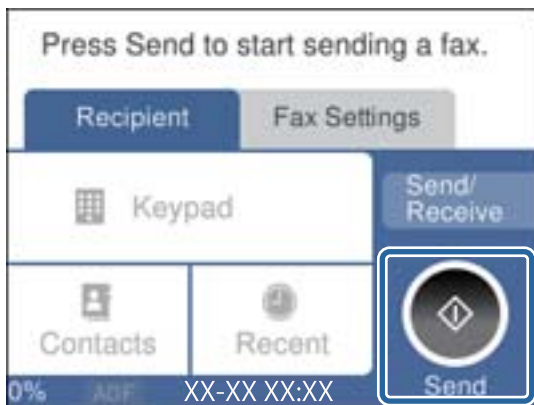 Press Send to start sending a fax.
Recipient
Fax Settings
Keypad
Send/
Receive
Contacts
Recent
0%
ADF
XX-XX XX:XX
Send